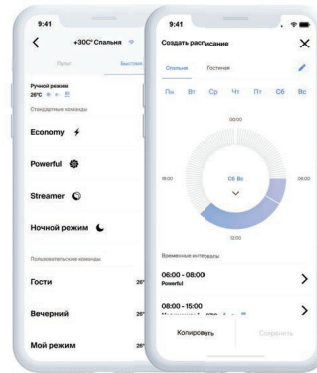 9:41
+30C° Спальня
Пульт
Ручной режим
26°C
Стандартные команды
Economy
Powerful
Streamer
Ночной режим
Пользовательские команды
Гости
26°
Вечерний
26°
Мой режим
26°
9:41
Создать расписание
Спальня Гостиная
Пн Вт Ср Чт Пт Сб Вс
00:00
18:00
Сб Вс
06:00
12:00
Временные интервалы
06:00 - 08:00
Powerful
08:00 - 15:00
Копировать Сохранить